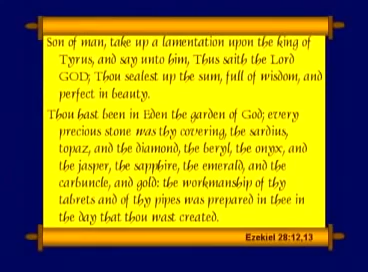 Son of man, take up a lamentation upon the king of
Tyrus, and say unto him, Thus saith the Lord
GOD; Thou sealest up the sum, full of wisdom, and
perfect in beauty.
Thou hast been in Eden the garden of God; every
precious stone was thy covering, the sardius,
topaz, and the diamond, the beryl, the onyx, and
the jasper, the sapphire, the emerald, and the
carbuncle, and gold: the workmanship of thy
tabrets and of thy pipes was prepared in thee in
the day that thou wast created.
Ezekiel 28:12,13